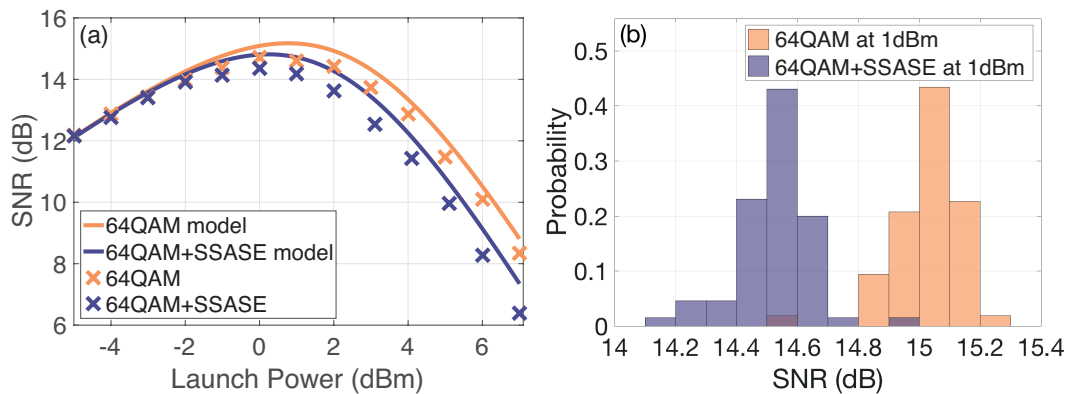 (a)
SNR (dB)
16
14
12
10
8
6
64QAM model
64QAM+SSASE model
64QAM
64QAM+SSASE
-4
-2
0
2
4
6
Launch Power (dBm)
(b)
64QAM at 1dBm
64QAM+SSASE at 1dBm
Probability
0.5
0.4
0.3
0.2
0.1
0
14
14.2
14.4
14.6
14.8
15
15.2
15.4
SNR (dB)